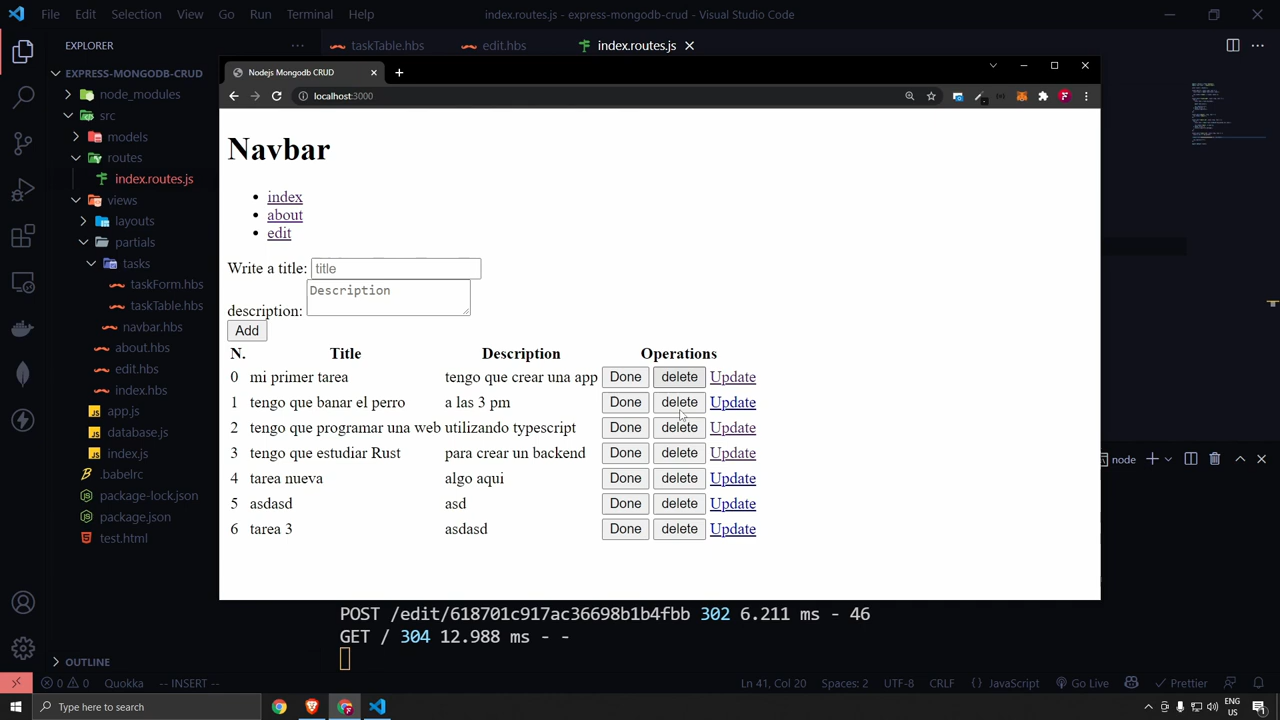 File Edit Selection View Go Run Terminal Help index.routes.js - express-mongodb-crud - Visual Studio Code
EXPLORER
taskTable.hbs edit.hbs index.routes.js
EXPRESS-MONGODB-CRUD
node_modules
src
models
routes
index.routes.js
views
layouts
partials
tasks
taskForm.hbs
taskTable.hbs
navbar.hbs
about.hbs
edit.hbs
index.hbs
app.js
database.js
index.js
.babelrc
package-lock.json
package.json
test.html
OUTLINE
Nodejs Mongodb CRUD
localhost:3000
Navbar
index
about
edit
Write a title: title
description: Description
Add
N. Title Description Operations
0 mi primer tarea tengo que crear una app Done delete Update
1 tengo que banar el perro a las 3 pm Done delete Update
2 tengo que programar una web utilizando typescript Done delete Update
3 tengo que estudiar Rust para crear un backend Done delete Update
4 tarea nueva algo aqui Done delete Update
5 asdasd asd Done delete Update
6 tarea 3 asdasd Done delete Update
node
POST /edit/618701c917ac36698b1b4fbb 302 6.211 ms - 46
GET / 304 12.988 ms - -
0 0 Quokka -- INSERT -- Ln 41, Col 20 Spaces: 2 UTF-8 CRLF {} JavaScript Go Live Prettier
Type here to search
ENG
US